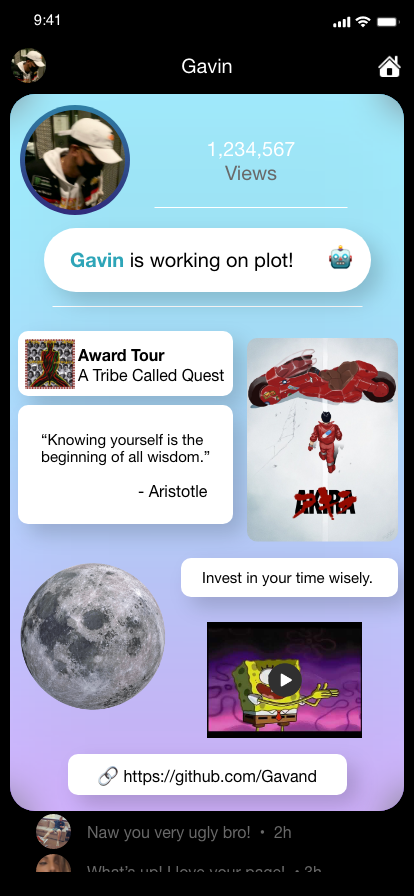 9:41
Gavin
1,234,567
Views
Gavin is working on plot!
Award Tour
A Tribe Called Quest
“Knowing yourself is the
beginning of all wisdom.”
- Aristotle
AKIRA
Invest in your time wisely.
https://github.com/Gavand
Naw you very ugly bro! • 2h
What's up! I love your page! • 3h